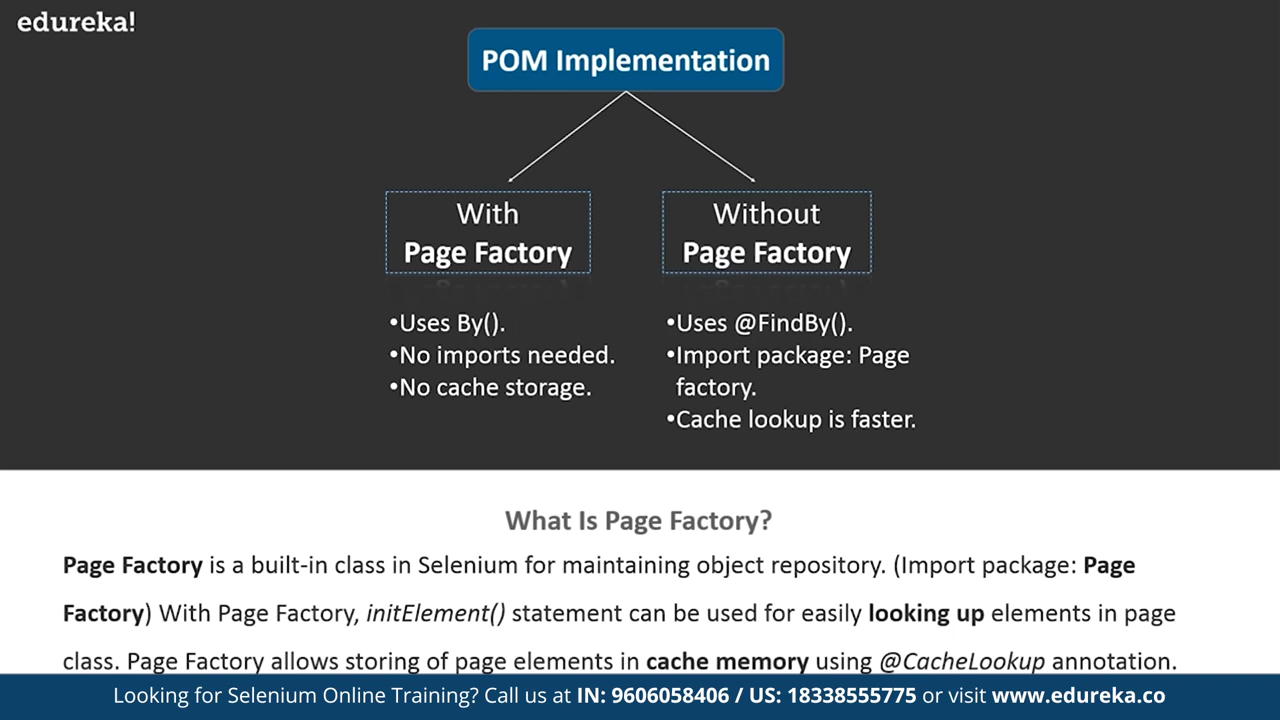 edureka!
POM Implementation
With
Page Factory
•Uses By().
•No imports needed.
•No cache storage.
Without
Page Factory
•Uses @FindBy().
•Import package: Page
factory.
•Cache lookup is faster.
What Is Page Factory?
Page Factory is a built-in class in Selenium for maintaining object repository. (Import package: Page
Factory) With Page Factory, initElement() statement can be used for easily looking up elements in page
class. Page Factory allows storing of page elements in cache memory using @CacheLookup annotation.
Looking for Selenium Online Training? Call us at IN: 9606058406 / US: 18338555775 or visit www.edureka.co